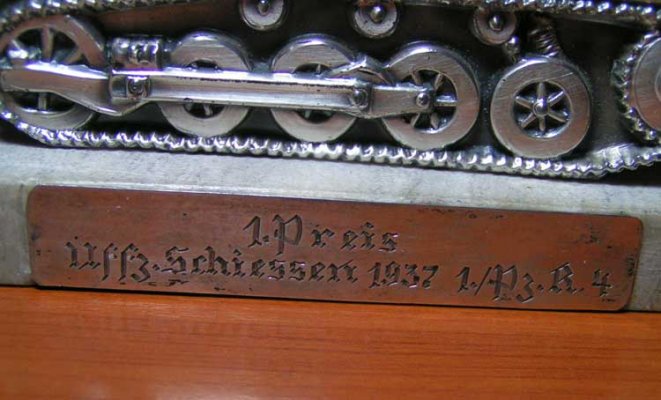 1. Preis
Uffz. Schiessen 1937 1./Pz. R. 4